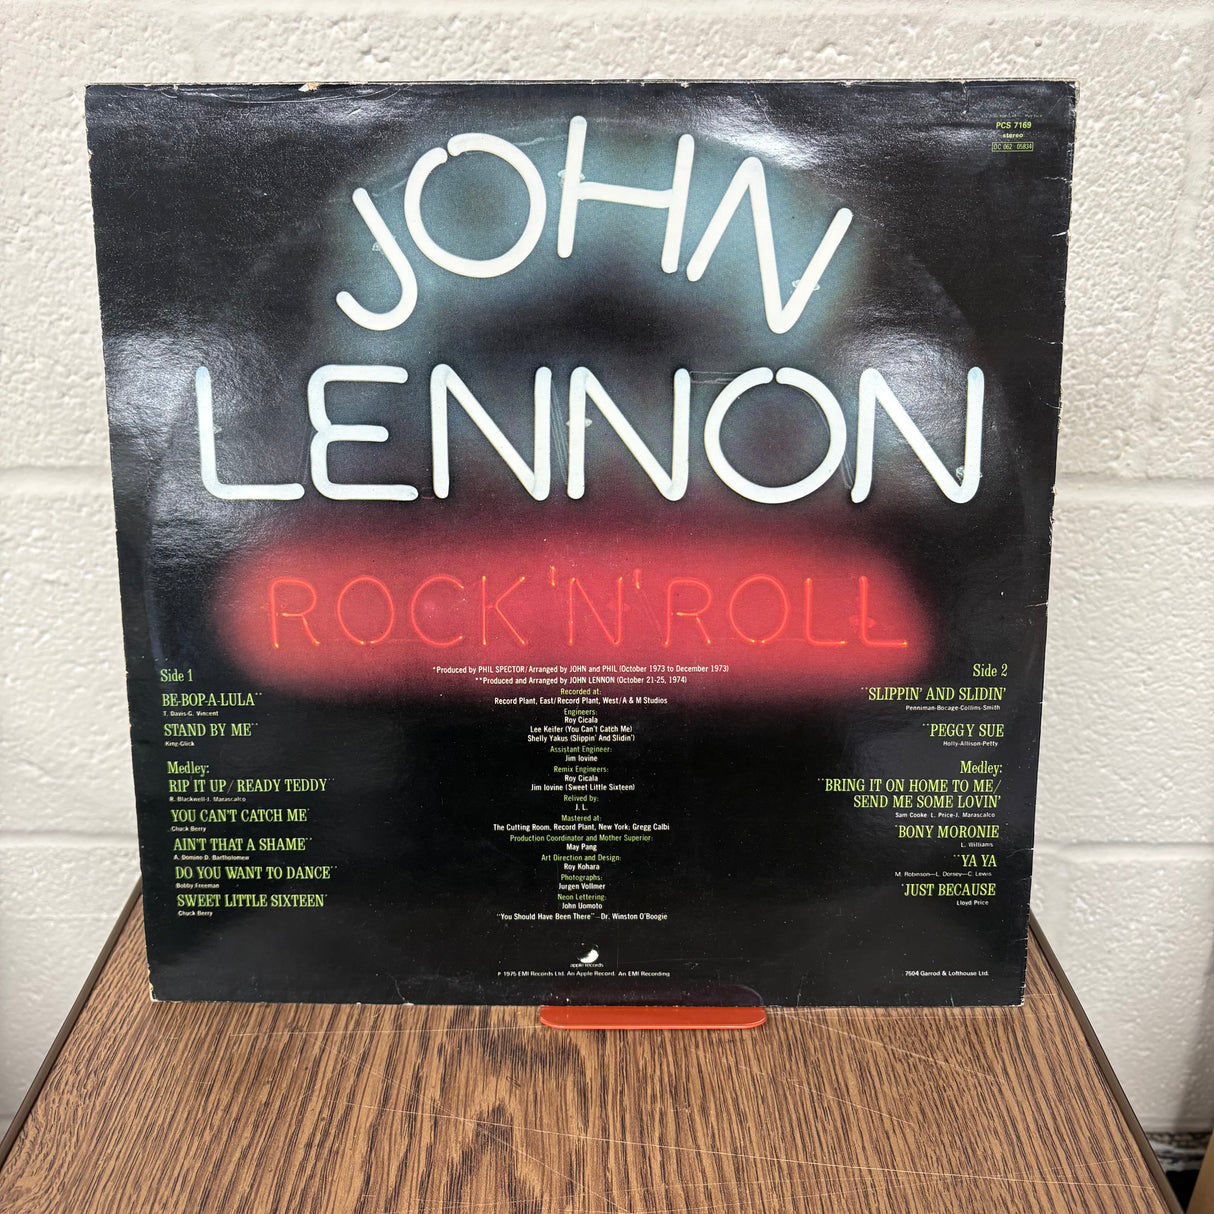 PCS 7169
stereo
OC 062 05834
JOHN
LENNON
ROCK 'N' ROLL
*Produced by PHIL SPECTOR/Arranged by JOHN and PHIL (October 1973 to December 1973)
**Produced and Arranged by JOHN LENNON (October 21-25, 1974)
Side 1
BE-BOP-A-LULA**
T. Davis-G. Vincent
STAND BY ME**
King-Glick
Medley:
RIP IT UP/READY TEDDY**
R. Blackwell-J. Marascalco
YOU CAN'T CATCH ME*
Chuck Berry
AIN'T THAT A SHAME**
A. Domino-D. Bartholomew
DO YOU WANT TO DANCE**
Bobby Freeman
SWEET LITTLE SIXTEEN*
Chuck Berry
Recorded at:
Record Plant, East/Record Plant, West/A & M Studios
Engineers:
Roy Cicala
Lee Keifer (You Can't Catch Me)
Shelly Yakus (Slippin' And Slidin')
Assistant Engineer:
Jim Iovine
Remix Engineers:
Roy Cicala
Jim Iovine (Sweet Little Sixteen)
Relived by:
J. L.
Mastered at:
The Cutting Room, Record Plant, New York; Gregg Calbi
Production Coordinator and Mother Superior:
May Pang
Art Direction and Design:
Roy Kohara
Photographs:
Jurgen Vollmer
Neon Lettering:
John Uomoto
"You Should Have Been There" —Dr. Winston O'Boogie
Side 2
**SLIPPIN' AND SLIDIN'
Penniman-Bocage-Collins-Smith
**PEGGY SUE
Holly-Allison-Petty
Medley:
**BRING IT ON HOME TO ME/
SEND ME SOME LOVIN'
Sam Cooke L. Price-J. Marascalco
*BONY MORONIE
L. Williams
**YA YA
M. Robinson—L. Dorsey—C. Lewis
*JUST BECAUSE
Lloyd Price
apple records
P 1975 EMI Records Ltd. An Apple Record. An EMI Recording
7504 Garrod & Lofthouse Ltd.